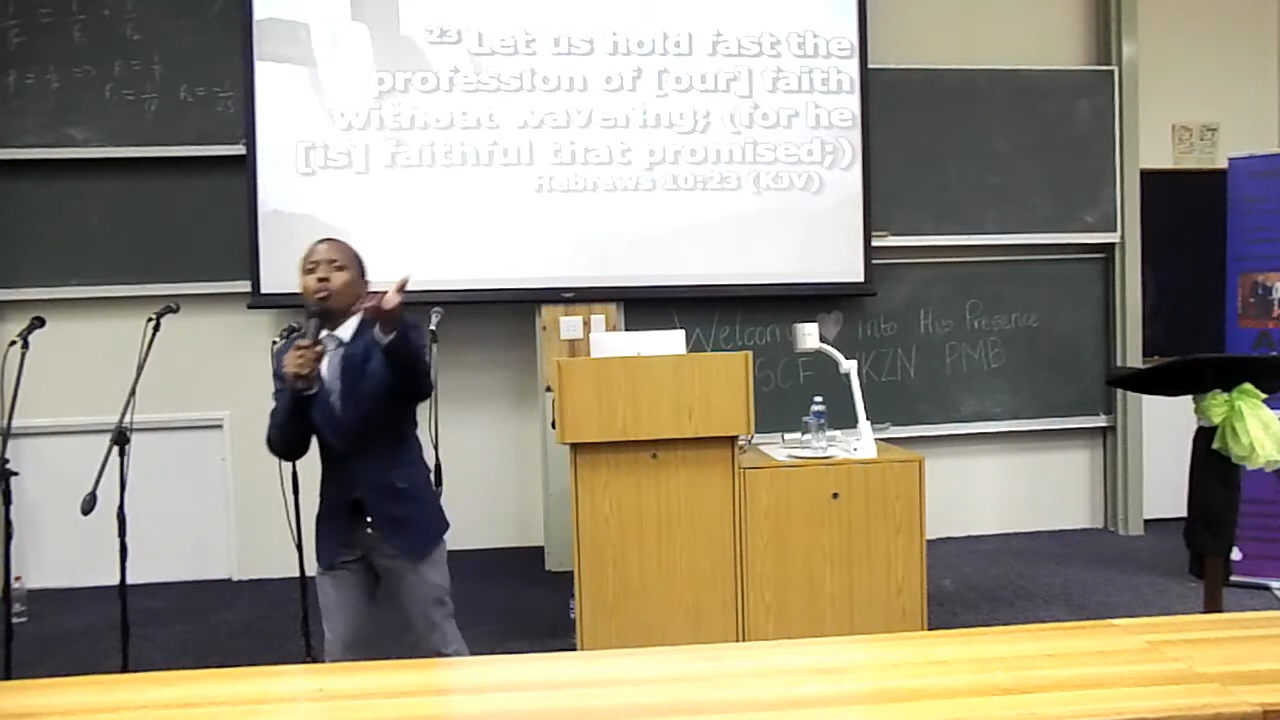 23 Let us hold fast the
profession of [our] faith
without wavering; (for he
[is] faithful that promised;)
Hebrews 10:23 (KJV)
Welcome into His Presence
SCF KZN PMB